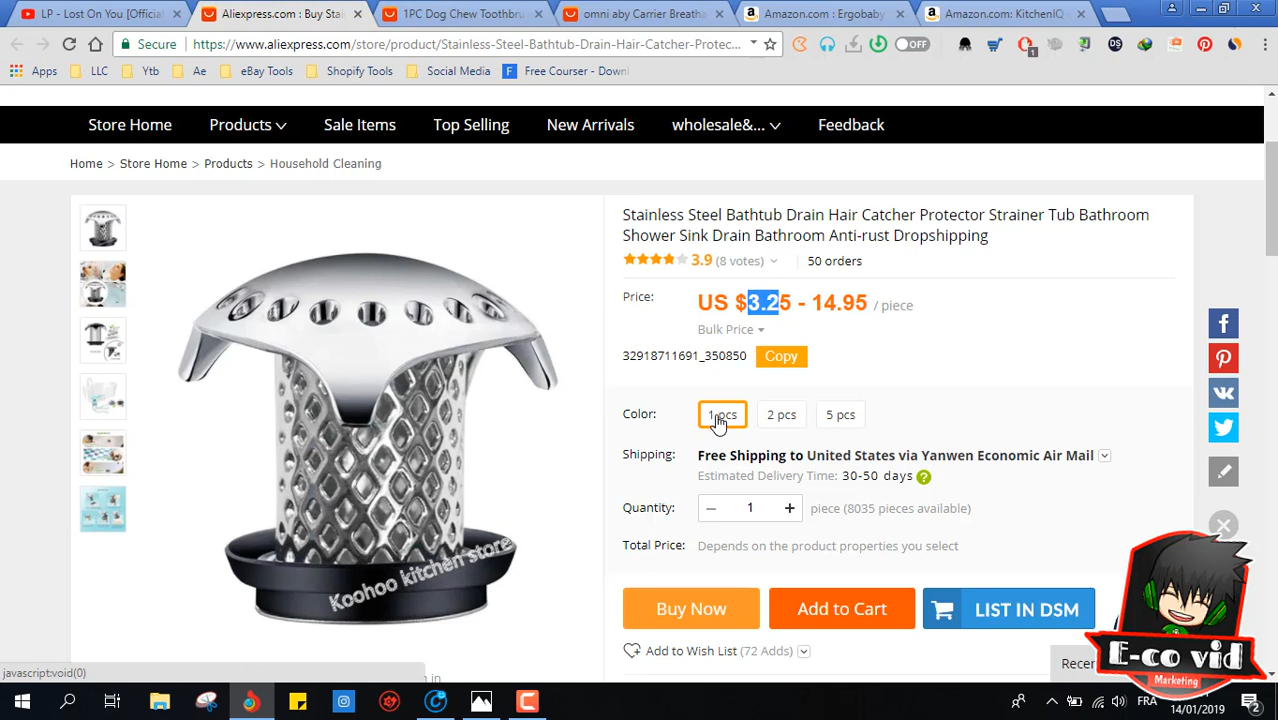 LP - Lost On You [Official
Aliexpress.com : Buy Stai
1PC Dog Chew Toothbru
omni aby Carrier Breatha
Amazon.com : Ergobaby
Amazon.com: KitchenIQ
Secure
https://www.aliexpress.com/store/product/Stainless-Steel-Bathtub-Drain-Hair-Catcher-Protec...
OFF
1
Apps
LLC
Ytb
Ae
eBay Tools
Shopify Tools
Social Media
Free Courser - Downl
Store Home
Products
Sale Items
Top Selling
New Arrivals
wholesale&...
Feedback
Home > Store Home > Products > Household Cleaning
Stainless Steel Bathtub Drain Hair Catcher Protector Strainer Tub Bathroom
Shower Sink Drain Bathroom Anti-rust Dropshipping
3.9 (8 votes)
50 orders
Price:
US $3.25 - 14.95 / piece
Bulk Price
32918711691_350850
Copy
Color:
1 pcs
2 pcs
5 pcs
Shipping:
Free Shipping to United States via Yanwen Economic Air Mail
Estimated Delivery Time: 30-50 days
Quantity:
1
piece (8035 pieces available)
Total Price:
Depends on the product properties you select
Koohoo kitchen store
Buy Now
Add to Cart
LIST IN DSM
Add to Wish List (72 Adds)
Recen
E-co vid
Marketing
javascript:void(0)
FRA
14/01/2019
2